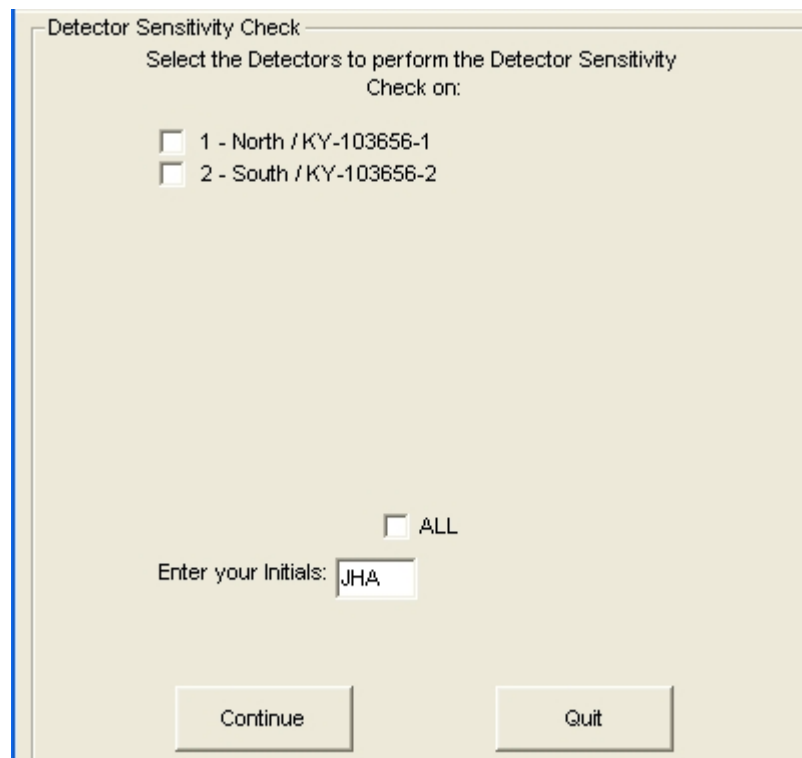 Detector Sensitivity Check
Select the Detectors to perform the Detector Sensitivity
Check on:
1 - North / KY-103656-1
2 - South / KY-103656-2
ALL
Enter your Initials: JHA
Continue Quit